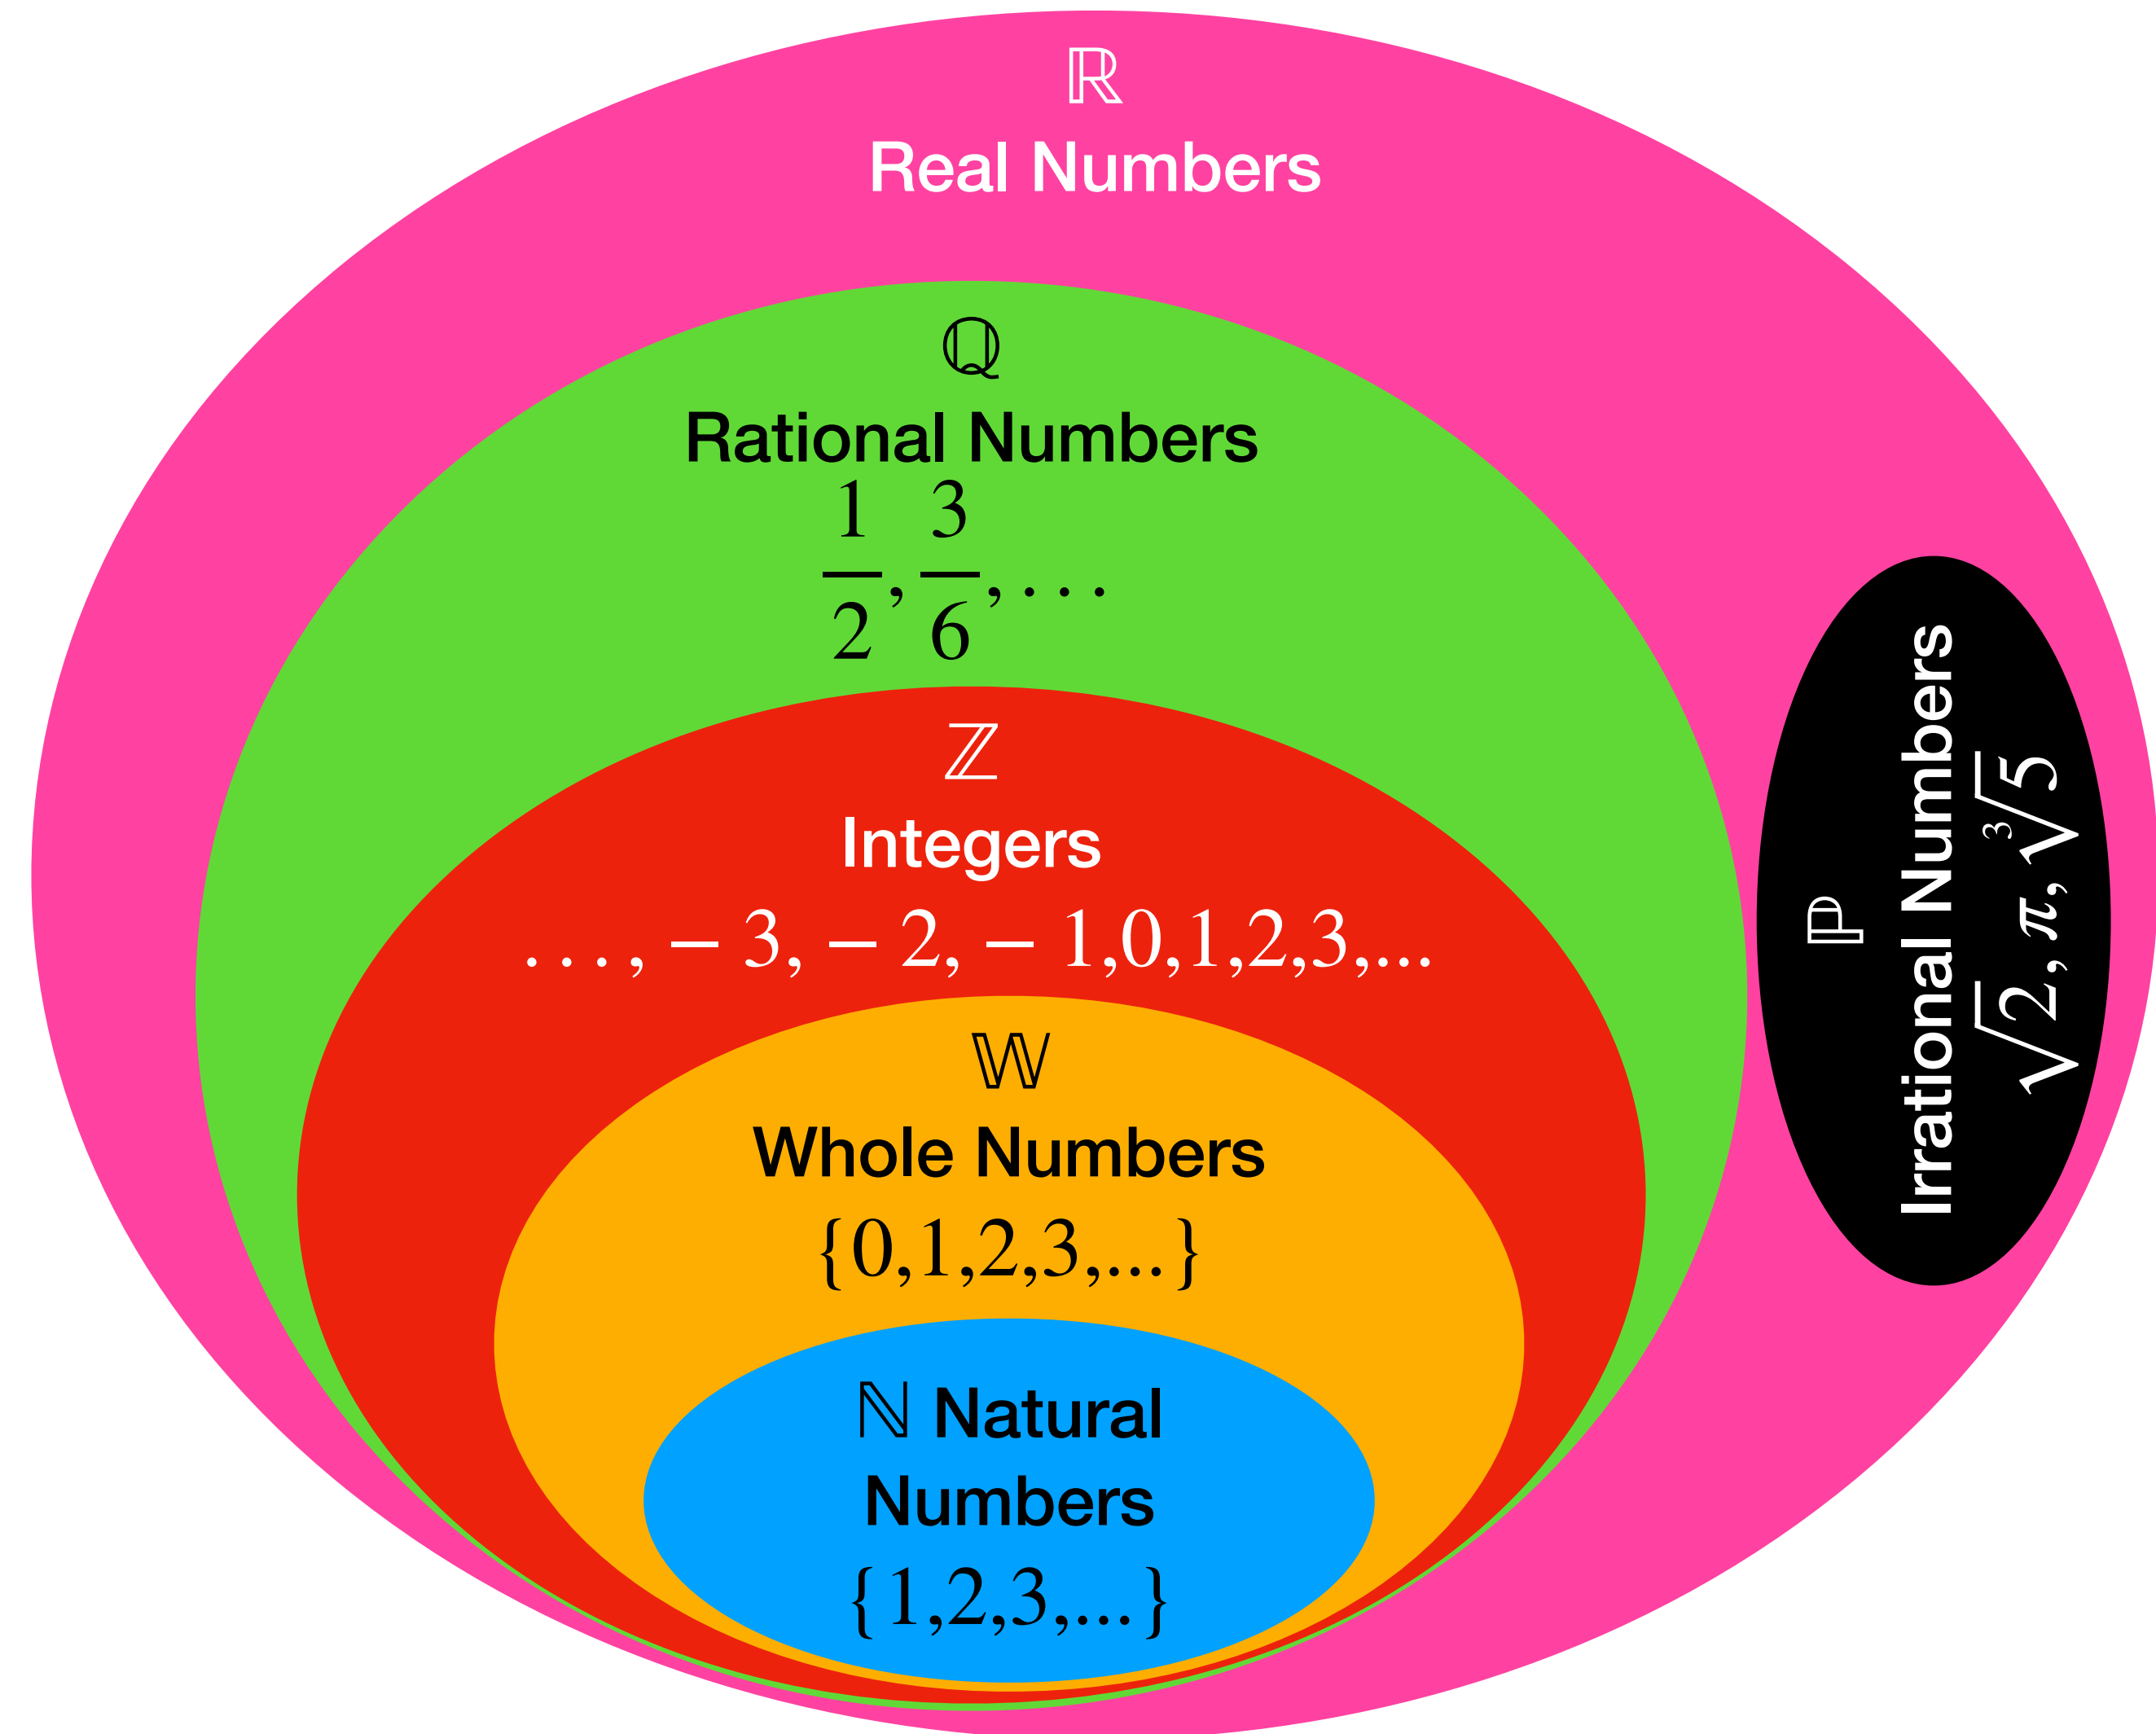 ℝ
Real Numbers
ℚ
Rational Numbers
1/2, 3/6, . . .
ℤ
Integers
. . . , − 3, − 2, − 1,0,1,2,3,...
𝕎
Whole Numbers
{0,1,2,3,...}
ℕ Natural
Numbers
{1,2,3,...}
ℙ
Irrational Numbers
√2, π, ³√5